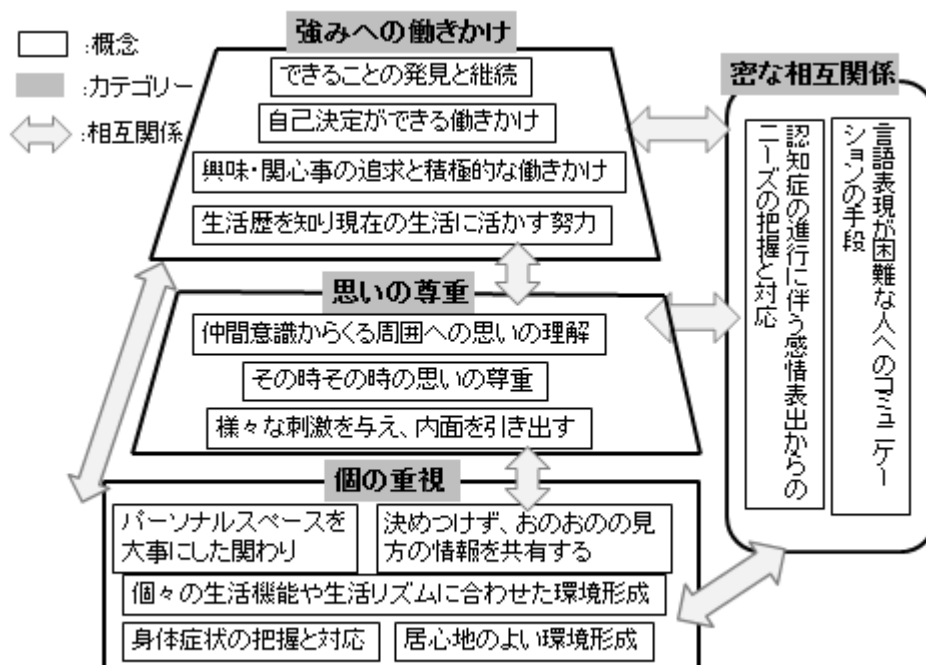 :概念
:カテゴリー
:相互関係
強みへの働きかけ
できることの発見と継続
自己決定ができる働きかけ
興味・関心事の追求と積極的な働きかけ
生活歴を知り現在の生活に活かす努力
思いの尊重
仲間意識からくる周囲への思いの理解
その時その時の思いの尊重
様々な刺激を与え、内面を引き出す
個の重視
パーソナルスペースを
大事にした関わり
決めつけず、おのおのの見
方の情報を共有する
個々の生活機能や生活リズムに合わせた環境形成
身体症状の把握と対応
居心地のよい環境形成
密な相互関係
言語表現が困難な人へのコミュニケー
ションの手段
認知症の進行に伴う感情表出からの
ニーズの把握と対応